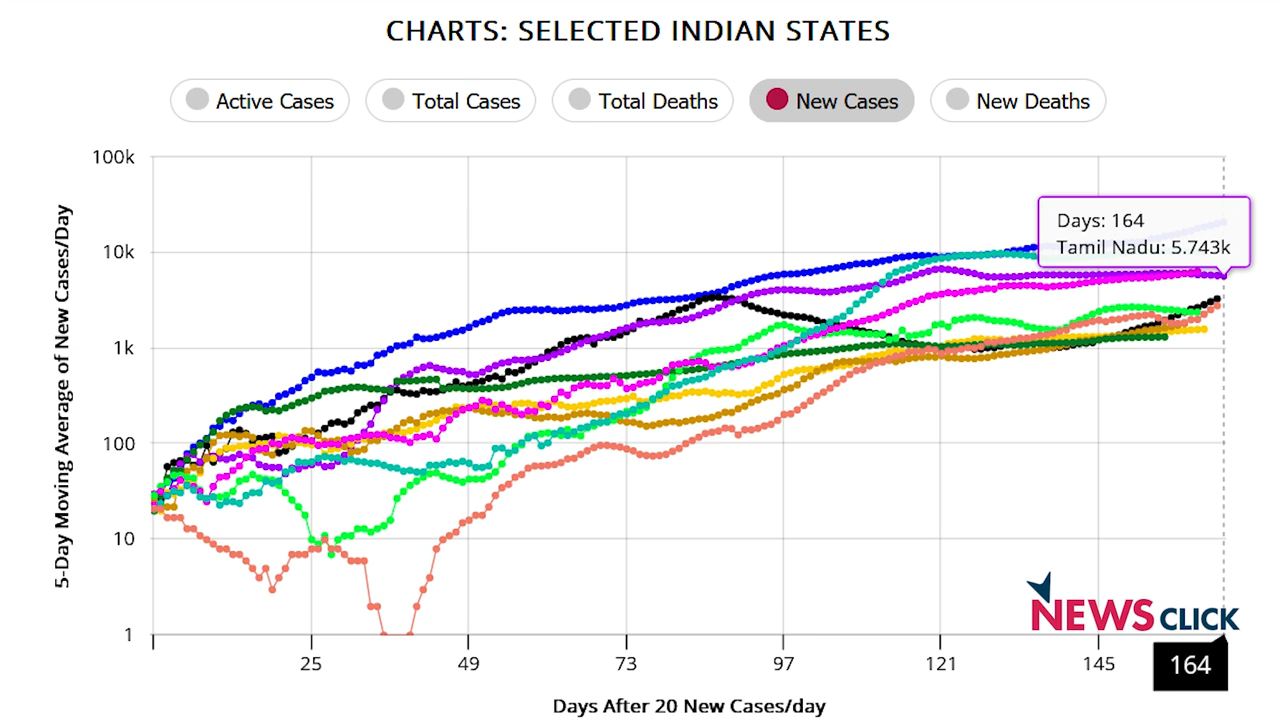 CHARTS: SELECTED INDIAN STATES
Active Cases
Total Cases
Total Deaths
New Cases
New Deaths
5-Day Moving Average of New Cases/Day
100k
10k
1k
100
10
1
Days: 164
Tamil Nadu: 5.743k
NEWSCLICK
25
49
73
97
121
145
164
Days After 20 New Cases/day